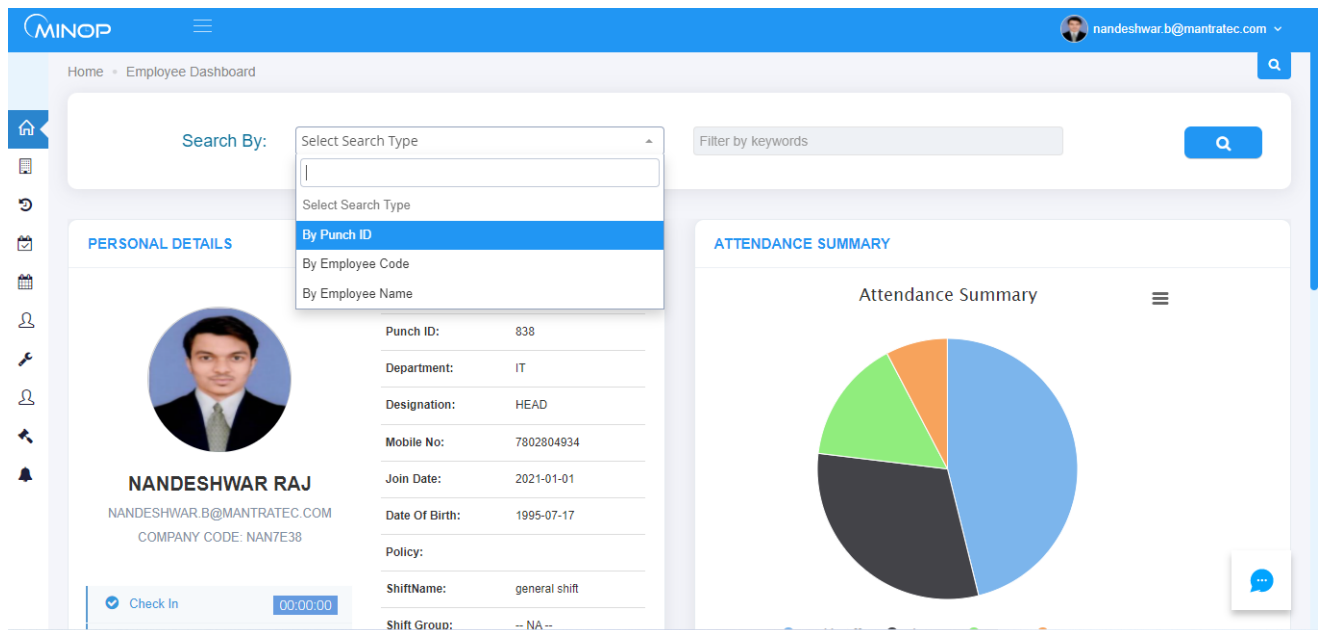 MINOP
nandeshwar.b@mantratec.com
Home Employee Dashboard
Search By:
Select Search Type
Filter by keywords
Select Search Type
By Punch ID
By Employee Code
By Employee Name
PERSONAL DETAILS
NANDESHWAR RAJ
NANDESHWAR.B@MANTRATEC.COM
COMPANY CODE: NAN7E38
Check In 00:00:00
Punch ID: 838
Department: IT
Designation: HEAD
Mobile No: 7802804934
Join Date: 2021-01-01
Date Of Birth: 1995-07-17
Policy:
ShiftName: general shift
Shift Group: -- NA --
ATTENDANCE SUMMARY
Attendance Summary